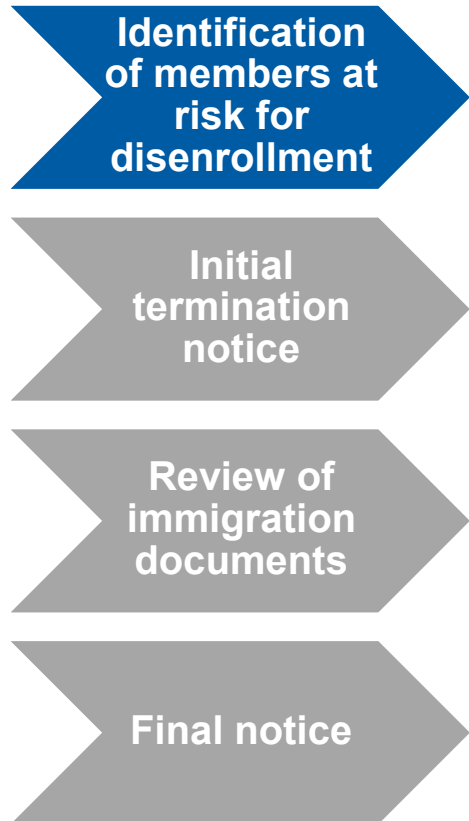 Identification
of members at
risk for
disenrollment
Initial
termination
notice
Review of
immigration
documents
Final notice